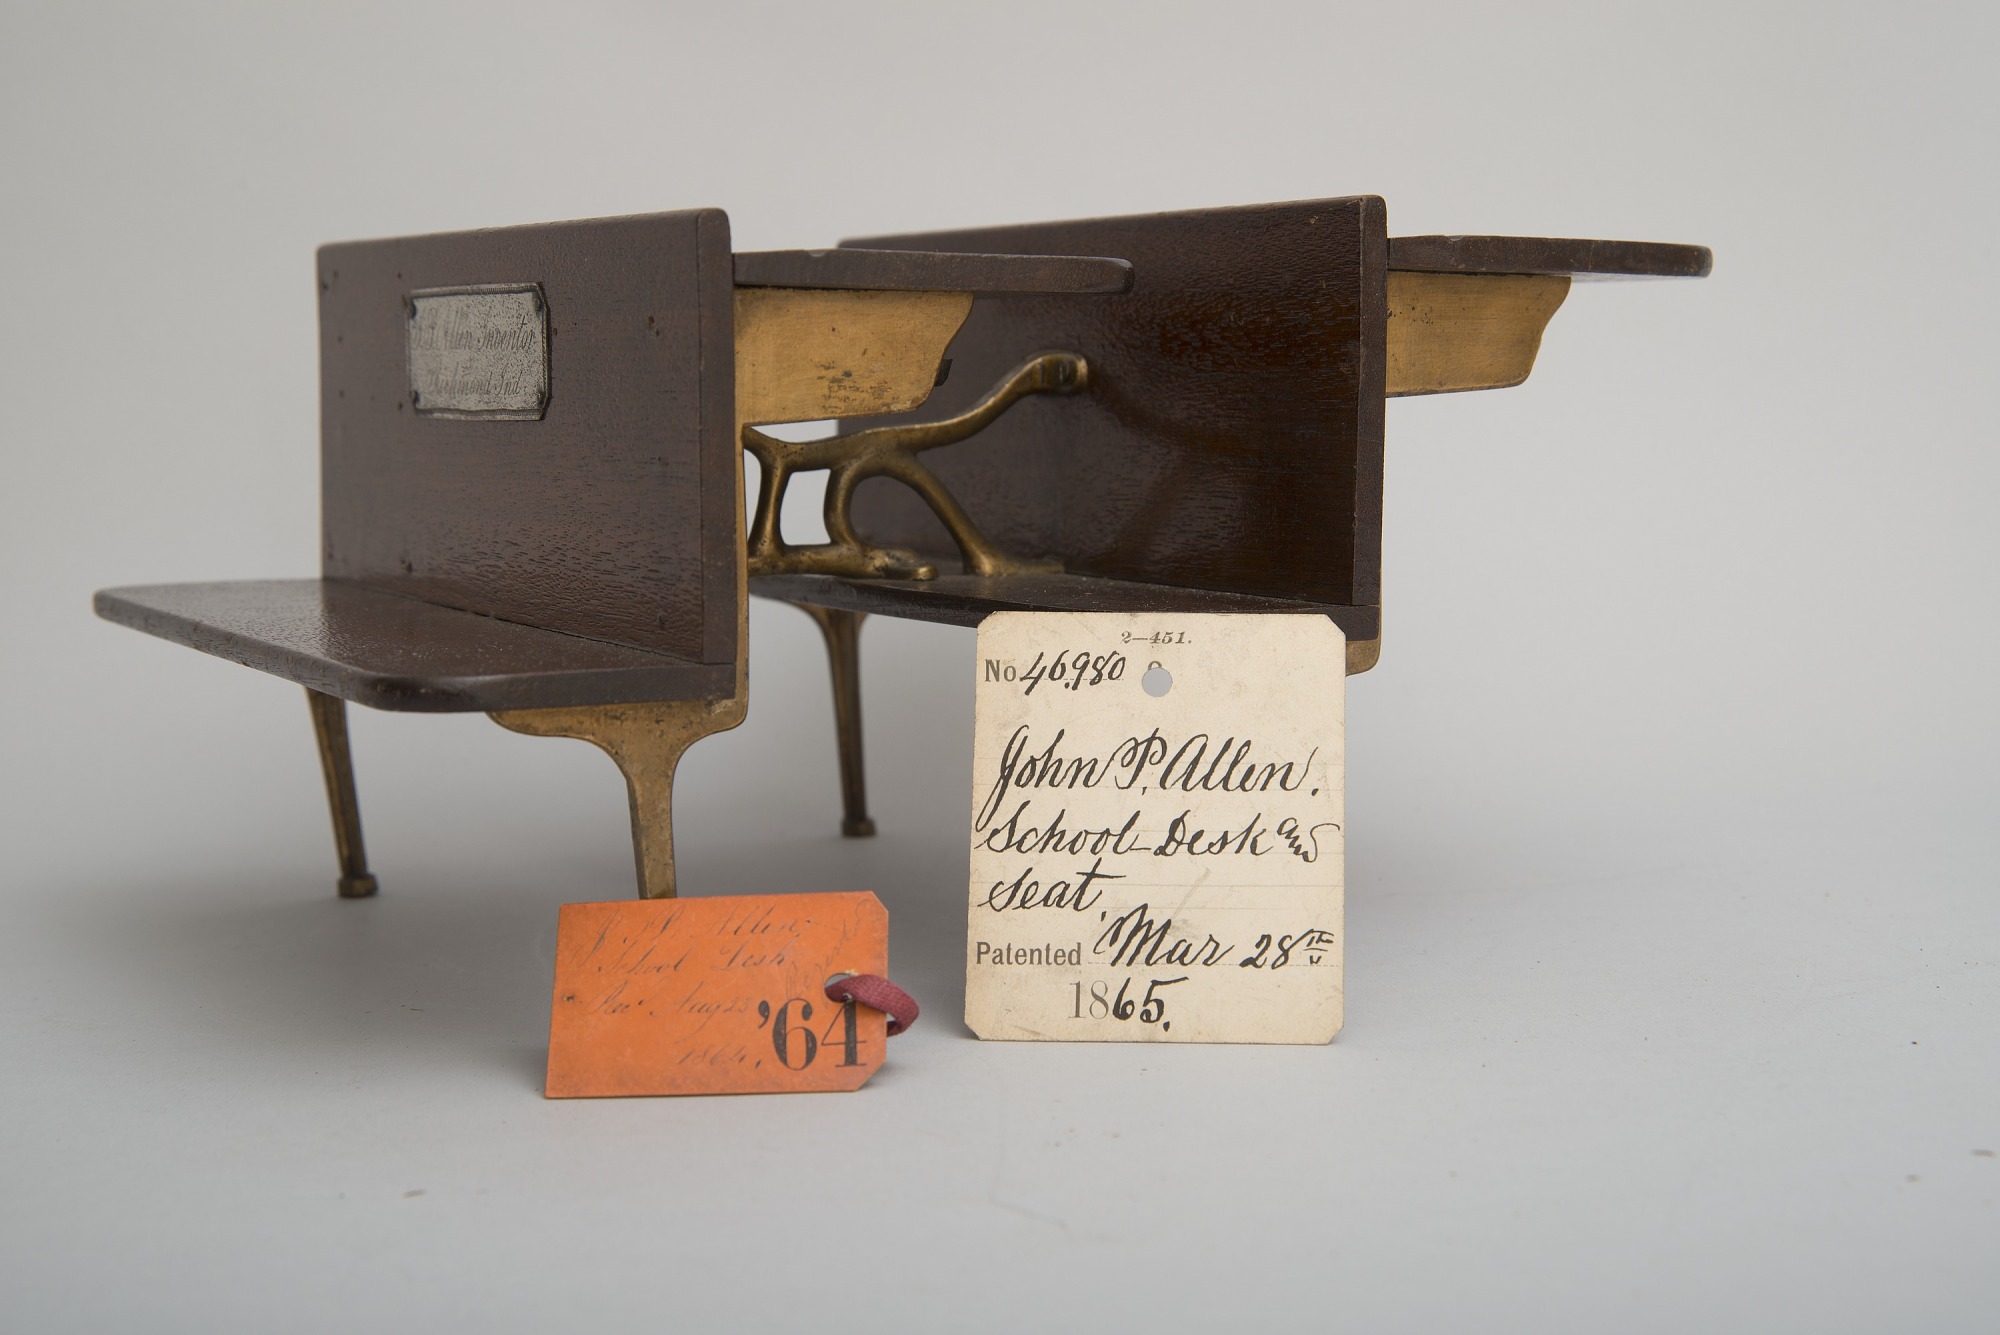 Allen Inventor
Richmond Ind
2—451.
No 46.980
John P. Allen.
School-Desk and
Seat.
Patented Mar 28th
1865.
Allen
School Desk
Rec Aug 23
1864. '64